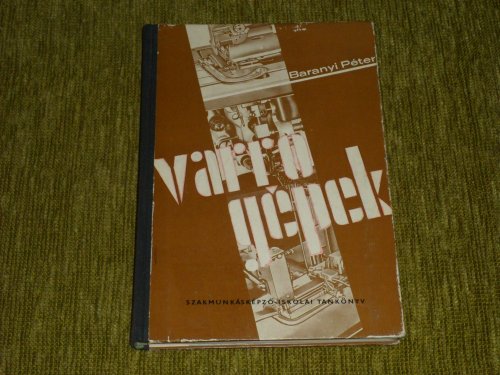 Baranyi Péter
varró
gépek
SZAKMUNKÁSKÉPZŐ ISKOLAI TANKÖNYV